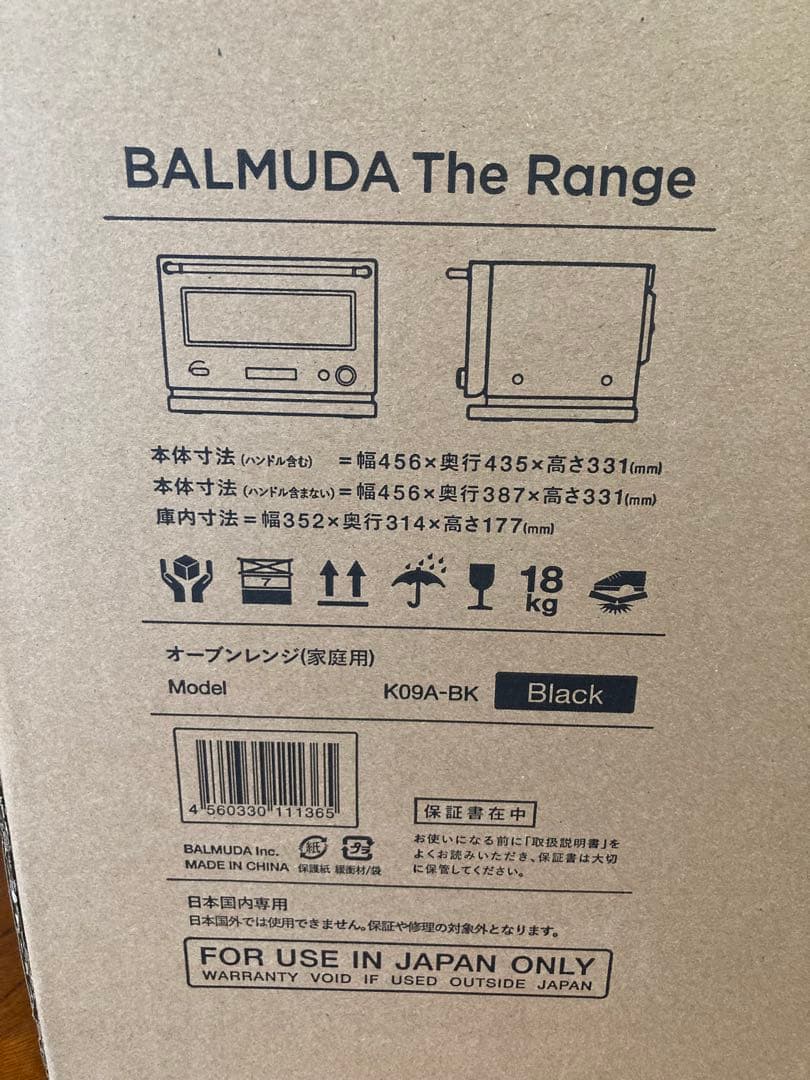 BALMUDA The Range
本体寸法(ハンドル含む) =幅456×奥行435×高さ331(mm)
本体寸法(ハンドル含まない)=幅456×奥行387×高さ331(mm)
庫内寸法=幅352×奥行314×高さ177(mm)
7
18
kg
オーブンレンジ(家庭用)
Model K09A-BK Black
4 560330 111365
保証書在中
お使いになる前に「取扱説明書」を
よくお読みいただき、保証書は大切
に保管してください。
BALMUDA Inc.
MADE IN CHINA
紙 プラ
保護紙 緩衝材/袋
日本国内専用
日本国外では使用できません。保証や修理の対象外となります。
FOR USE IN JAPAN ONLY
WARRANTY VOID IF USED OUTSIDE JAPAN